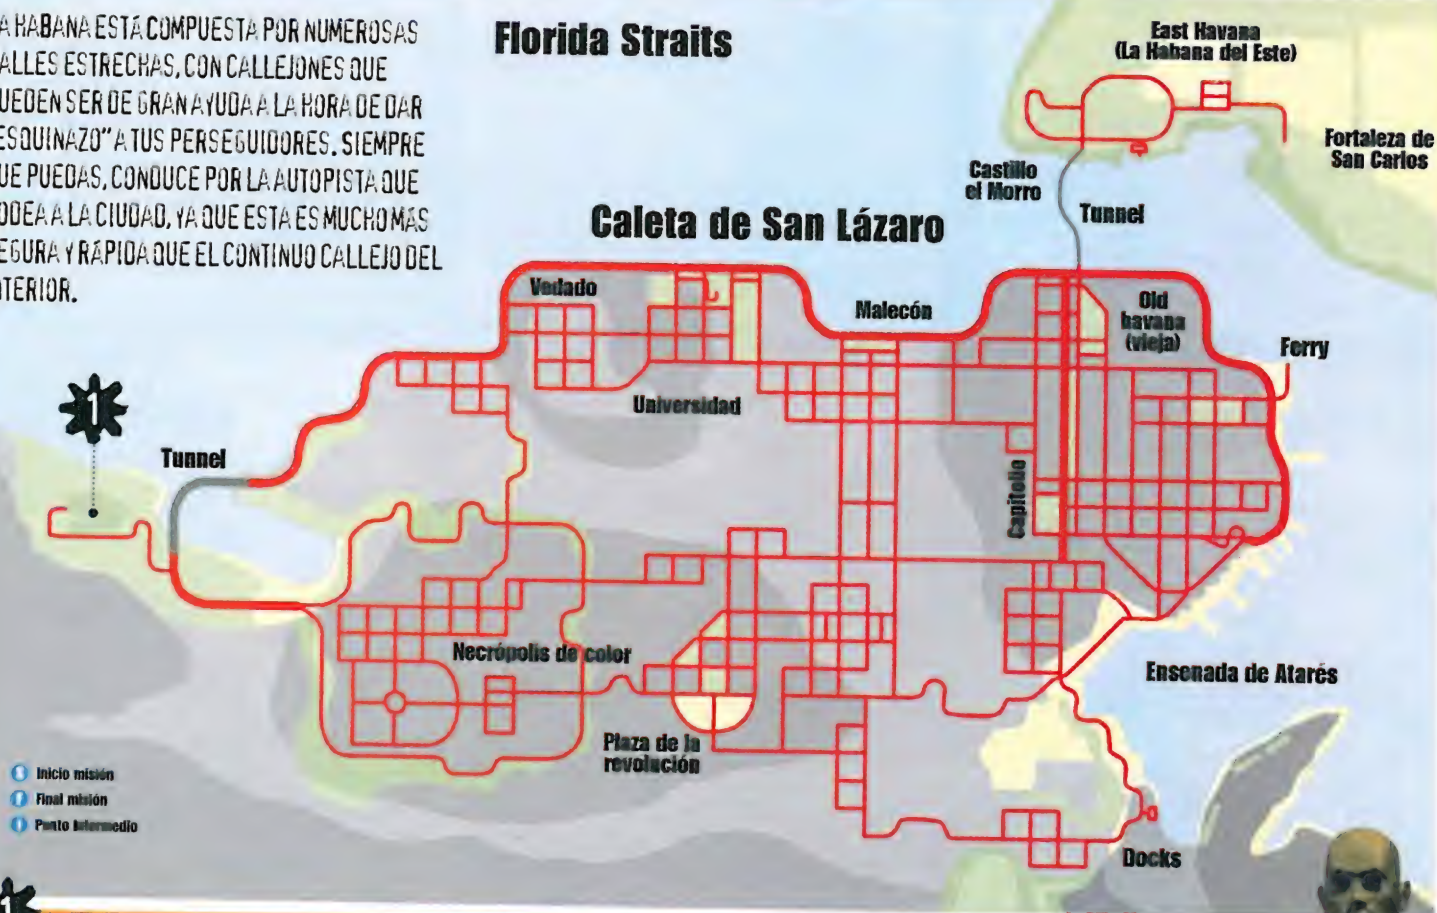 A HABANA ESTÁ COMPUESTA POR NUMEROSAS
ALLES ESTRECHAS, CON CALLEJONES QUE
UEDEN SER DE GRAN AYUDA A LA HORA DE DAR
ESQUINAZO" A TUS PERSEGUIDORES. SIEMPRE
UE PUEDAS, CONDUCE POR LA AUTOPISTA QUE
ODEA A LA CIUDAD, YA QUE ESTA ES MUCHO MÁS
EGURA Y RÁPIDA QUE EL CONTINUO CALLEJO DEL
TERIOR.
Florida Straits
East Havana
(La Habana del Este)
Fortaleza de
San Carlos
Castillo
el Morro
Tunnel
Caleta de San Lázaro
Vedado
Malecón
Old
havana
(vieja)
Ferry
Universidad
1
Tunnel
Capitolio
Necrópolis de color
Ensenada de Atarés
Plaza de la
revolución
Inicio misión
Final misión
Punto Intermedio
Docks
1